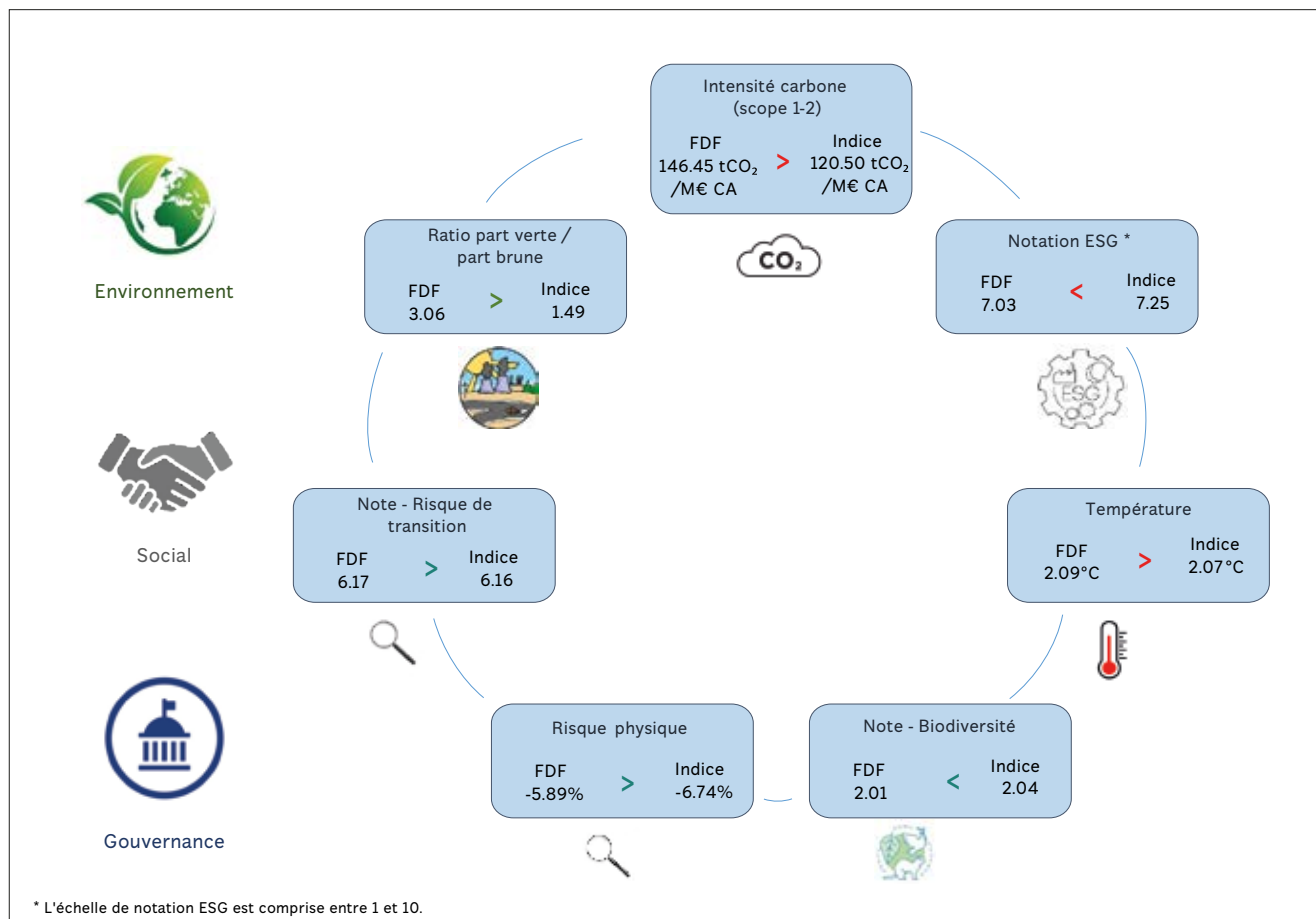 Intensité carbone
(scope 1-2)
FDF
146.45 tCO₂
/M€ CA
>
Indice
120.50 tCO₂
/M€ CA
CO₂
Ratio part verte /
part brune
FDF
3.06
>
Indice
1.49
Notation ESG *
FDF
7.03
<
Indice
7.25
ESG
Environnement
Note - Risque de
transition
FDF
6.17
>
Indice
6.16
Température
FDF
2.09°C
>
Indice
2.07°C
Social
Risque physique
FDF
-5.89%
>
Indice
-6.74%
Note - Biodiversité
FDF
2.01
<
Indice
2.04
Gouvernance
* L'échelle de notation ESG est comprise entre 1 et 10.